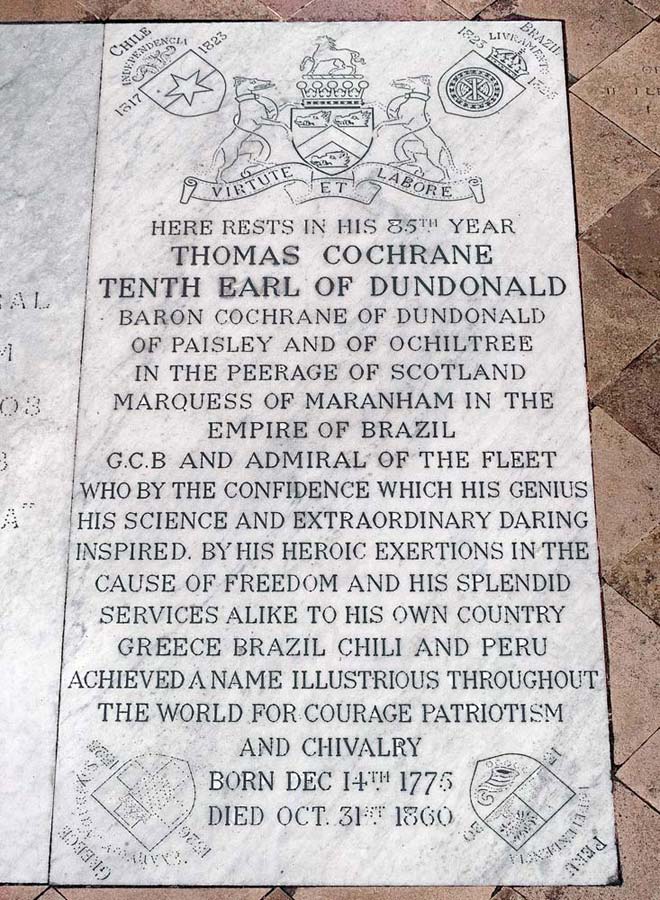 CHILE
INDEPENDENCIA
1817 1823
BRAZIL
LIVRAMENTO
1823 1825
VIRTUTE ET LABORE
HERE RESTS IN HIS 85TH YEAR
THOMAS COCHRANE
TENTH EARL OF DUNDONALD
BARON COCHRANE OF DUNDONALD
OF PAISLEY AND OF OCHILTREE
IN THE PEERAGE OF SCOTLAND
MARQUESS OF MARANHAM IN THE
EMPIRE OF BRAZIL
G.C.B AND ADMIRAL OF THE FLEET
WHO BY THE CONFIDENCE WHICH HIS GENIUS
HIS SCIENCE AND EXTRAORDINARY DARING
INSPIRED. BY HIS HEROIC EXERTIONS IN THE
CAUSE OF FREEDOM AND HIS SPLENDID
SERVICES ALIKE TO HIS OWN COUNTRY
GREECE BRAZIL CHILI AND PERU
ACHIEVED A NAME ILLUSTRIOUS THROUGHOUT
THE WORLD FOR COURAGE PATRIOTISM
AND CHIVALRY
BORN DEC 14TH 1775
DIED OCT. 31ST 1860
GREECE
PERU
INDEPENDENCIA